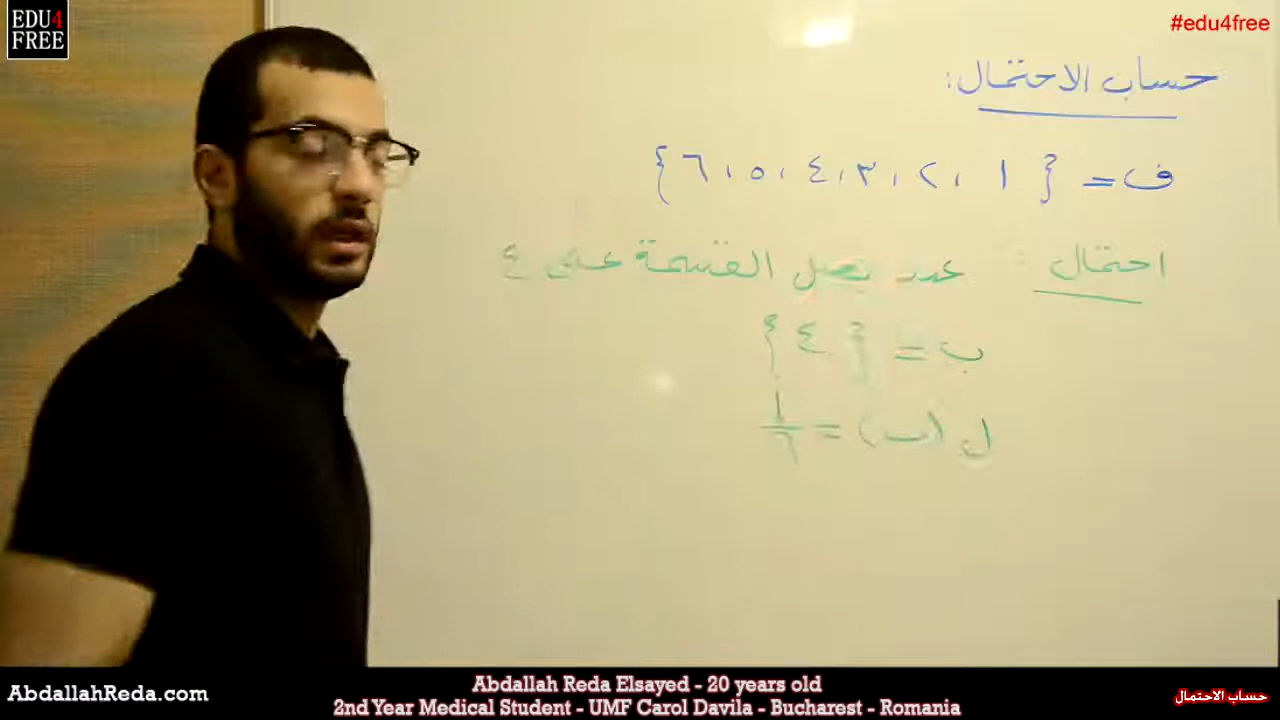 EDU4
FREE
#edu4free
حساب الاحتمال:
ف = { ١ ، ٢ ، ٣ ، ٤ ، ٥ ، ٦ }
احتمال : عدد يقبل القسمة على ٤
ب = { ٤ }
ل (ب) = ١/٦
AbdallahReda.com
Abdallah Reda Elsayed - 20 years old
2nd Year Medical Student - UMF Carol Davila - Bucharest - Romania
حساب الاحتمال